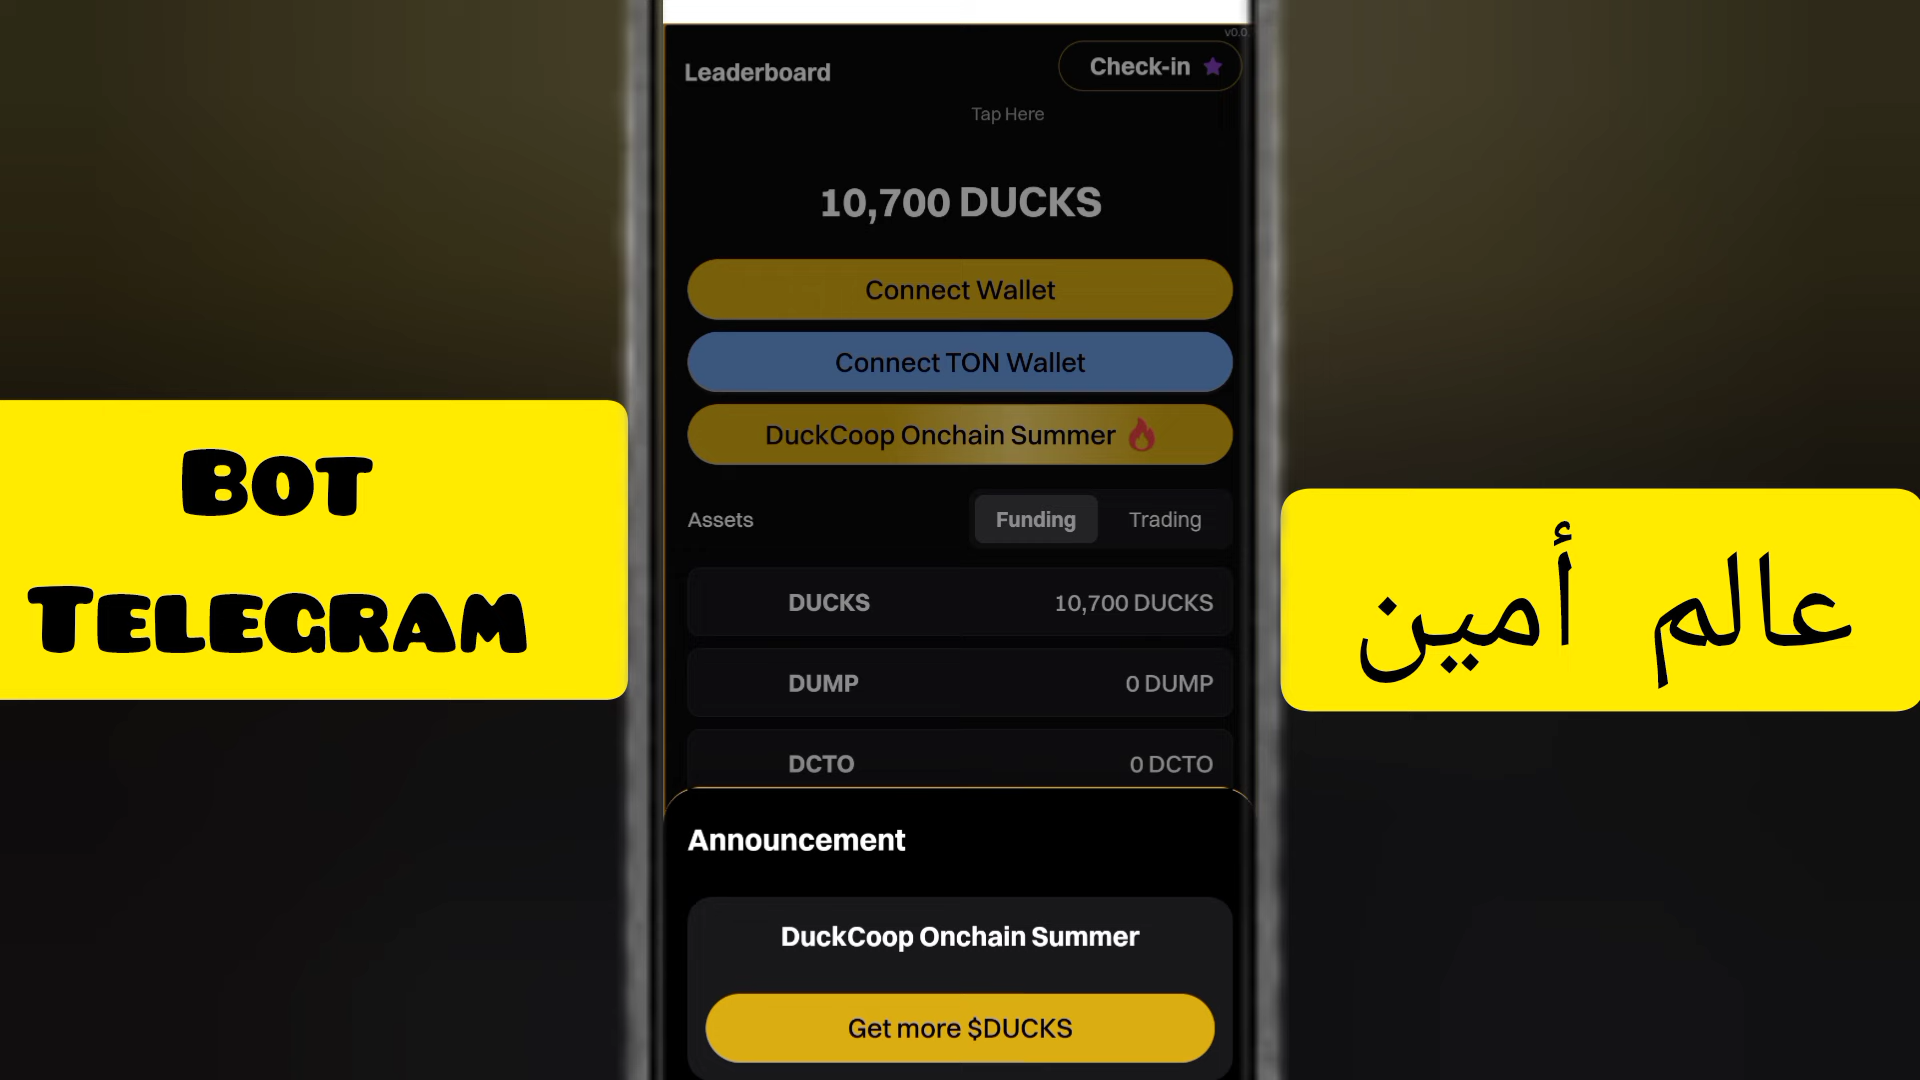 v0.0
Leaderboard
Check-in
Tap Here
10,700 DUCKS
Connect Wallet
Connect TON Wallet
DuckCoop Onchain Summer
Assets
Funding
Trading
DUCKS
10,700 DUCKS
DUMP
0 DUMP
DCTO
0 DCTO
Announcement
DuckCoop Onchain Summer
Get more $DUCKS
BOT
TELEGRAM
عالم أمين